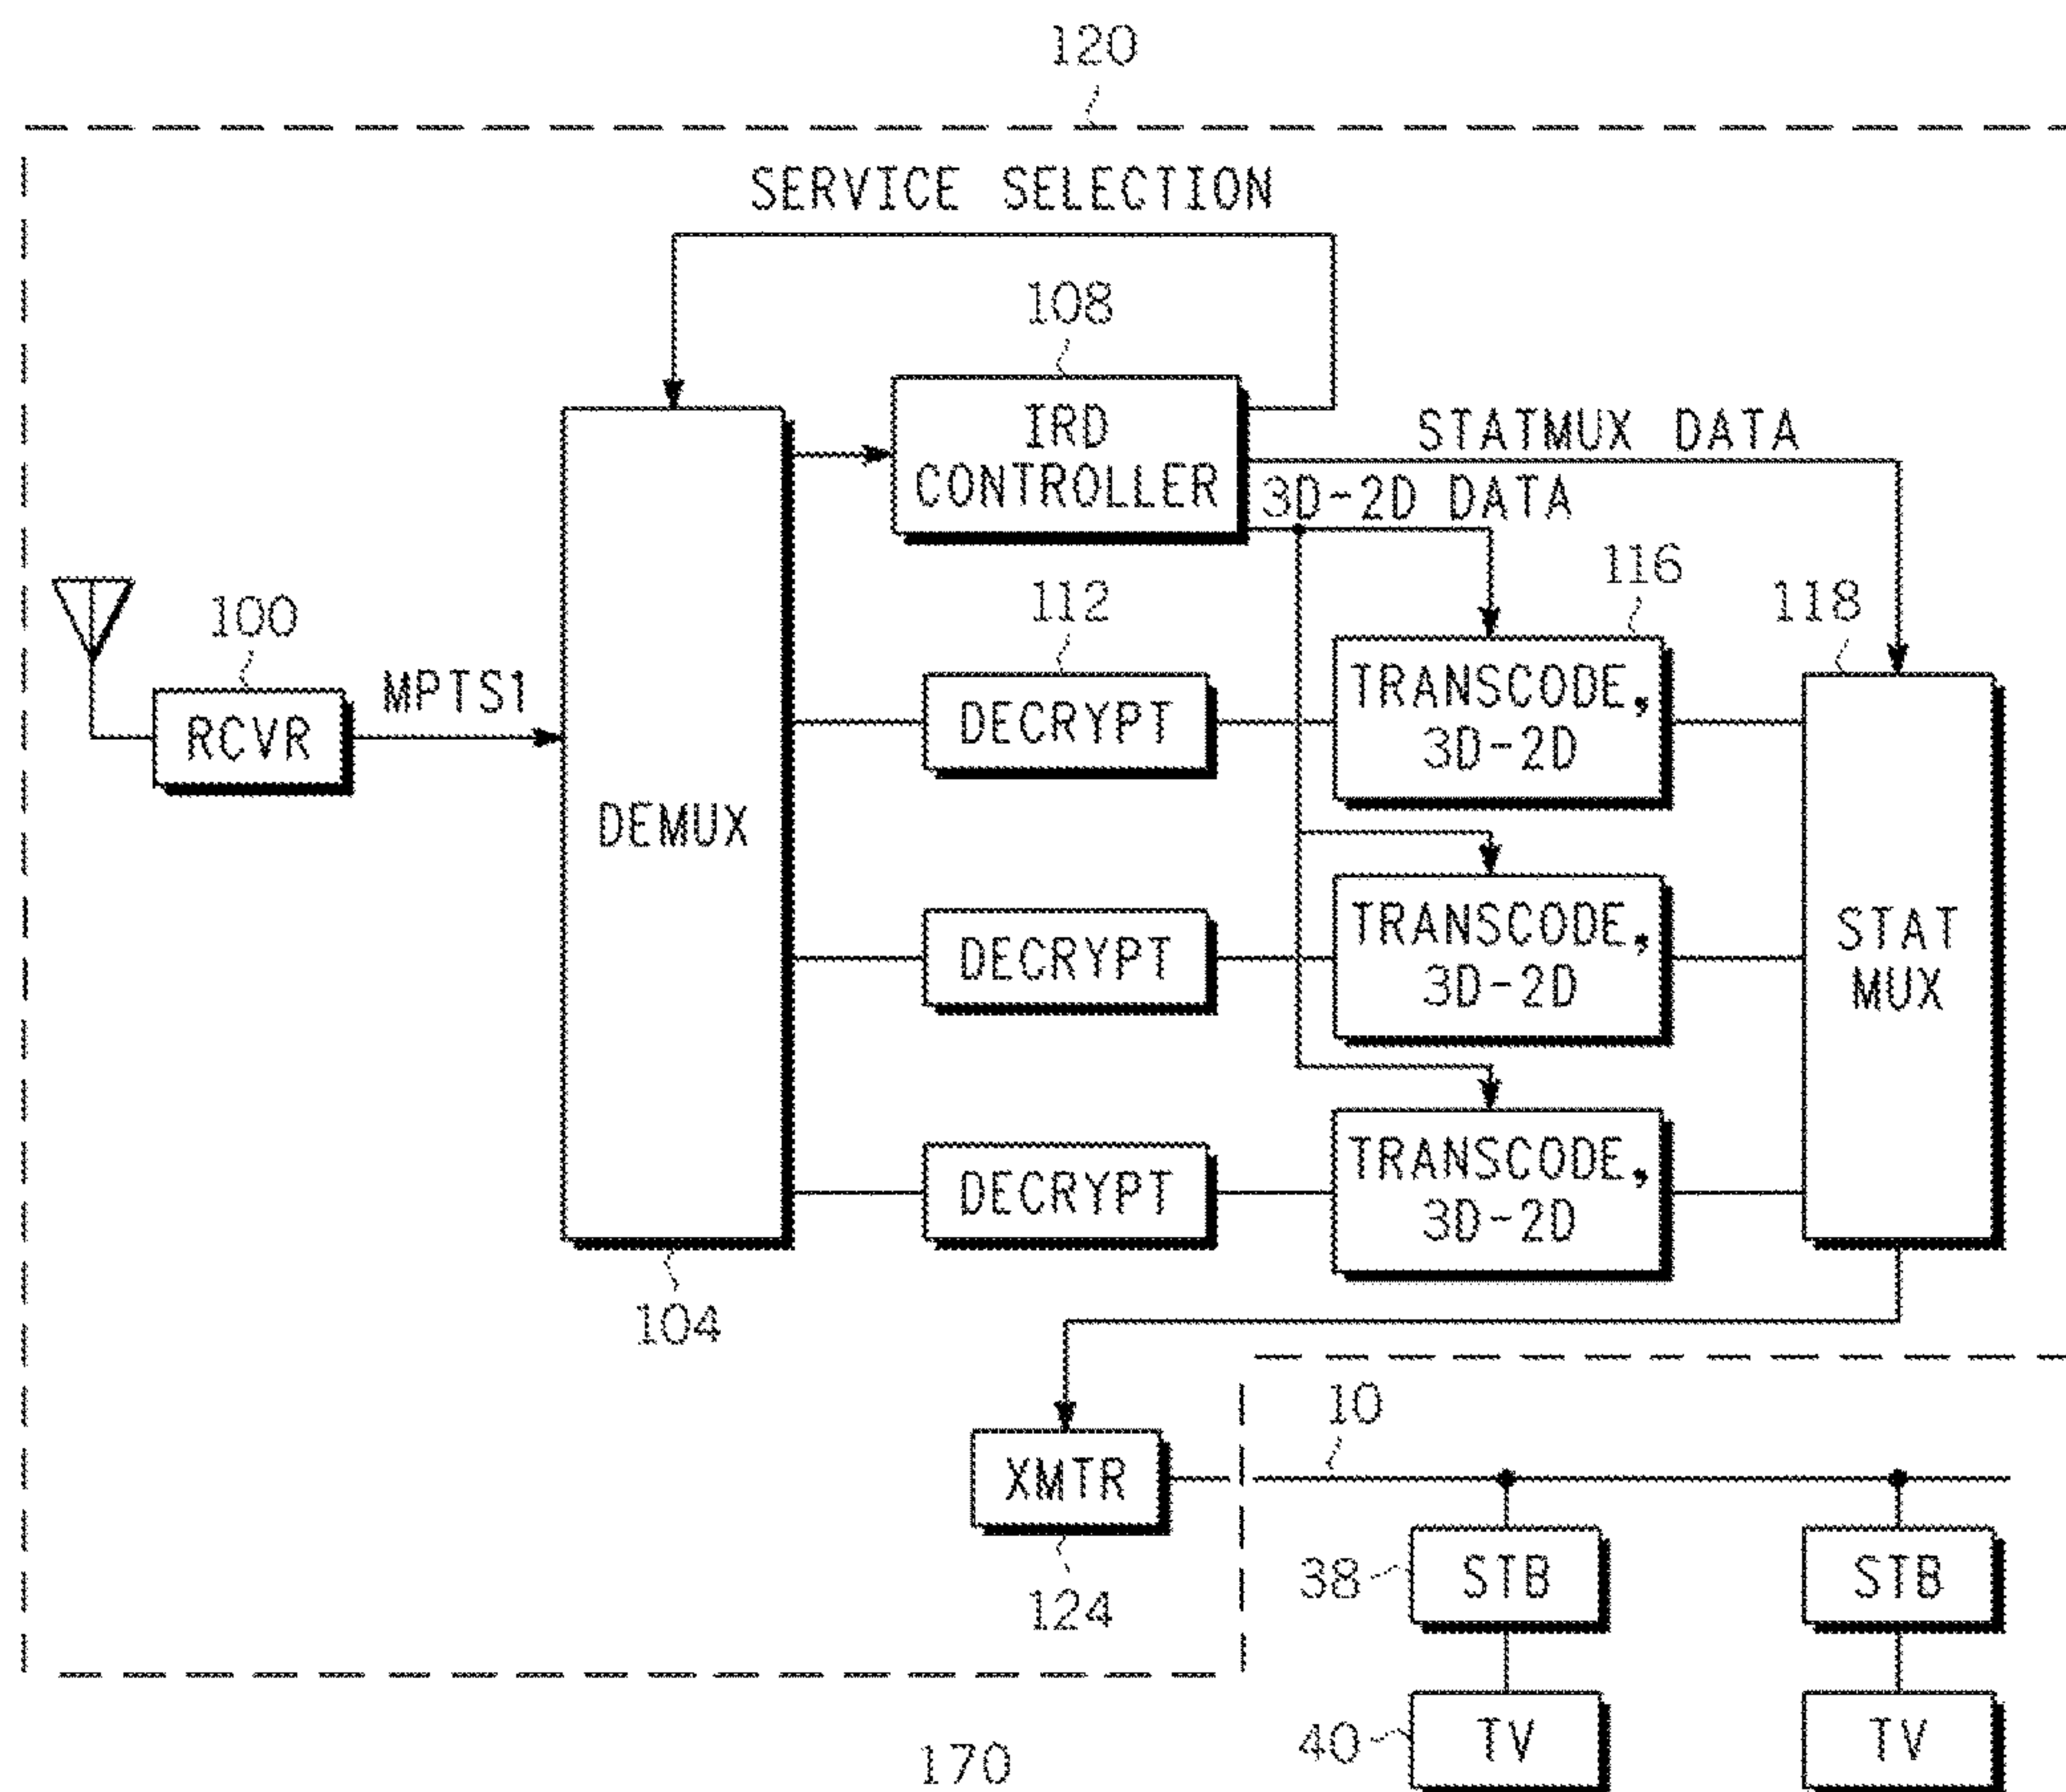 120
SERVICE SELECTION
108
IRD
CONTROLLER
STATMUX DATA
3D-2D DATA
100
MPTS1
RCVR
112
116
118
DEMUX
DECRYPT
TRANSCODE,
3D-2D
DECRYPT
TRANSCODE,
3D-2D
STAT
MUX
DECRYPT
TRANSCODE,
3D-2D
104
10
XMTR
124
38
STB
STB
40
TV
TV
170